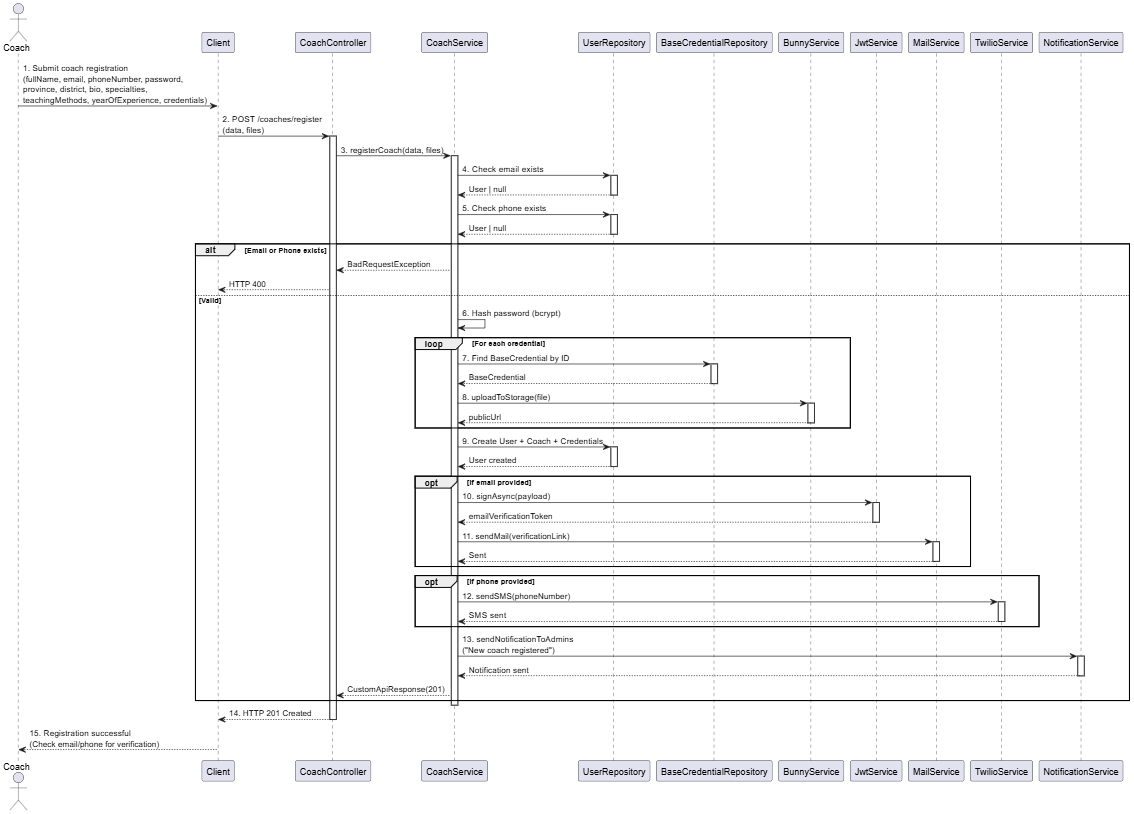 Coach
Client
CoachController
CoachService
UserRepository
BaseCredentialRepository
BunnyService
JwtService
MailService
TwilioService
NotificationService
1. Submit coach registration
(fullName, email, phoneNumber, password,
province, district, bio, specialties,
teachingMethods, yearOfExperience, credentials)
2. POST /coaches/register
(data, files)
3. registerCoach(data, files)
4. Check email exists
User | null
5. Check phone exists
User | null
alt
[Email or Phone exists]
BadRequestException
HTTP 400
[Valid]
6. Hash password (bcrypt)
loop
[For each credential]
7. Find BaseCredential by ID
BaseCredential
8. uploadToStorage(file)
publicUrl
9. Create User + Coach + Credentials
User created
opt
[If email provided]
10. signAsync(payload)
emailVerificationToken
11. sendMail(verificationLink)
Sent
opt
[If phone provided]
12. sendSMS(phoneNumber)
SMS sent
13. sendNotificationToAdmins
("New coach registered")
Notification sent
CustomApiResponse(201)
14. HTTP 201 Created
15. Registration successful
(Check email/phone for verification)
Coach
Client
CoachController
CoachService
UserRepository
BaseCredentialRepository
BunnyService
JwtService
MailService
TwilioService
NotificationService